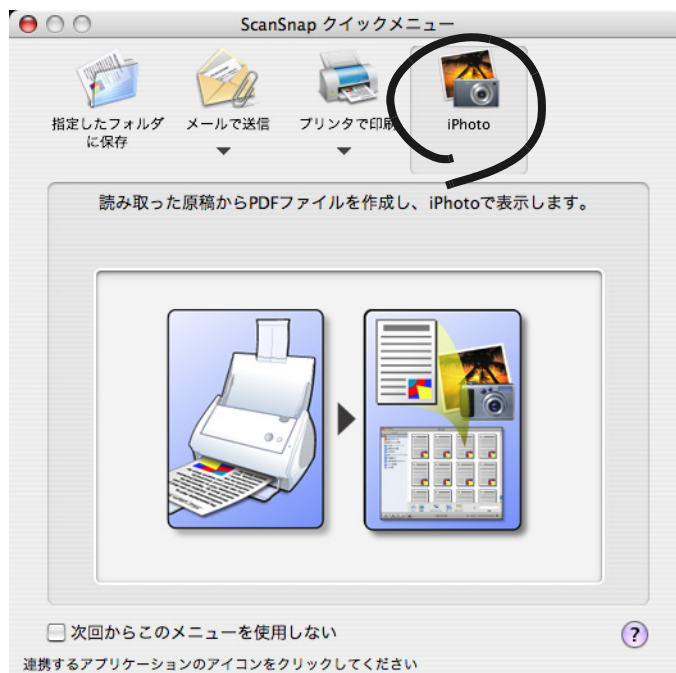 ScanSnap クイックメニュー
指定したフォルダ
に保存
メールで送信
プリンタで印刷
iPhoto
読み取った原稿からPDFファイルを作成し、iPhotoで表示します。
次回からこのメニューを使用しない
?
連携するアプリケーションのアイコンをクリックしてください